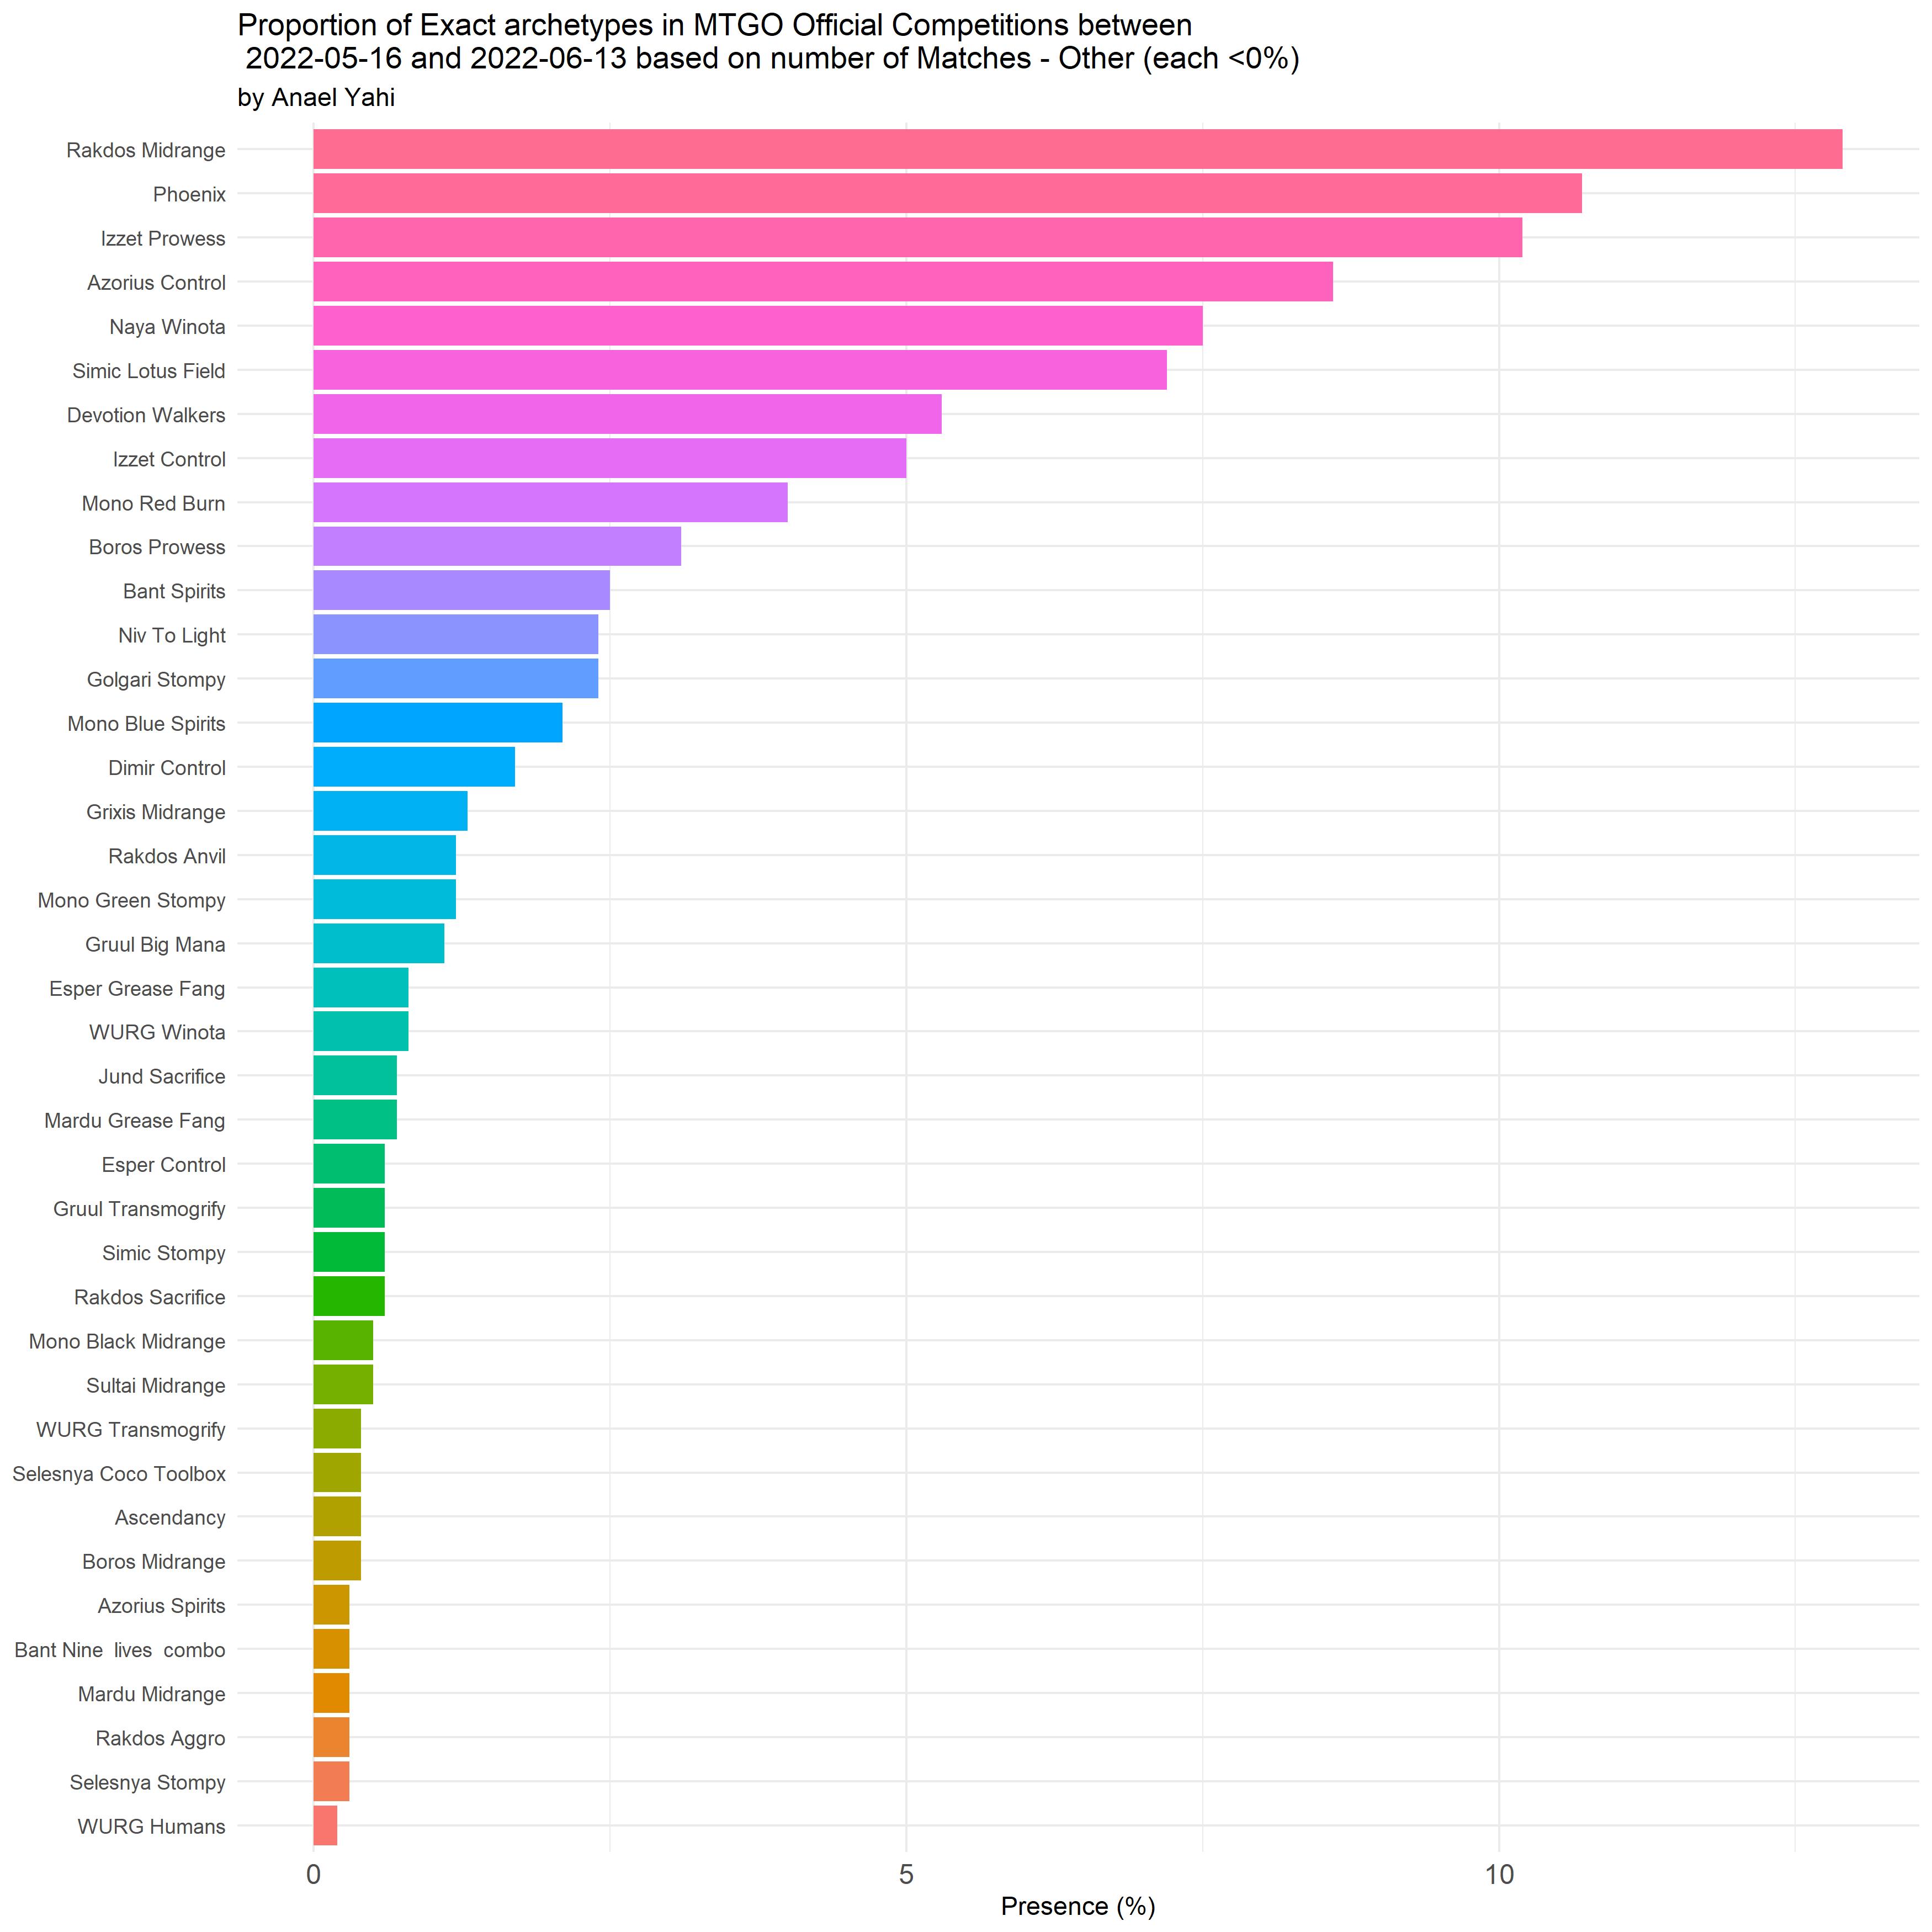 Proportion of Exact archetypes in MTGO Official Competitions between
2022-05-16 and 2022-06-13 based on number of Matches - Other (each <0%)
by Anael Yahi
Rakdos Midrange
Phoenix
Izzet Prowess
Azorius Control
Naya Winota
Simic Lotus Field
Devotion Walkers
Izzet Control
Mono Red Burn
Boros Prowess
Bant Spirits
Niv To Light
Golgari Stompy
Mono Blue Spirits
Dimir Control
Grixis Midrange
Rakdos Anvil
Mono Green Stompy
Gruul Big Mana
Esper Grease Fang
WURG Winota
Jund Sacrifice
Mardu Grease Fang
Esper Control
Gruul Transmogrify
Simic Stompy
Rakdos Sacrifice
Mono Black Midrange
Sultai Midrange
WURG Transmogrify
Selesnya Coco Toolbox
Ascendancy
Boros Midrange
Azorius Spirits
Bant Nine  lives  combo
Mardu Midrange
Rakdos Aggro
Selesnya Stompy
WURG Humans
0 5 10
Presence (%)